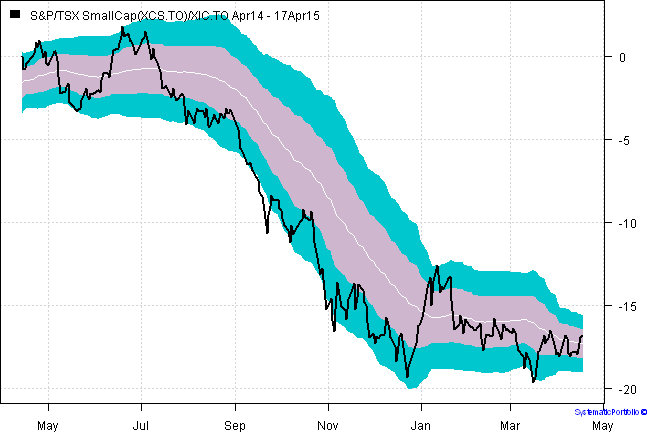 S&P/TSX SmallCap(XCS.TO)/XIC.TO Apr14 - 17Apr15
0
-5
-10
-15
-20
May Jul Sep Nov Jan Mar May
SystematicPortfolio ©